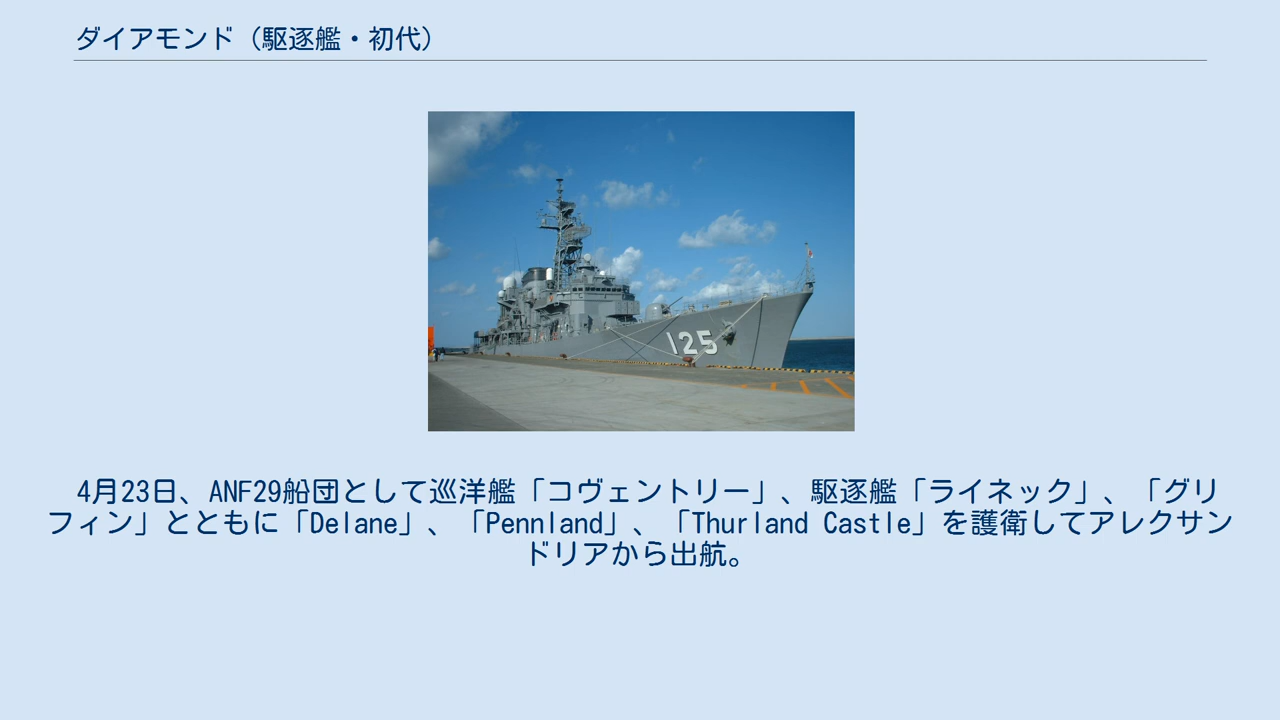 ダイアモンド（駆逐艦・初代）
125
4月23日、ANF29船団として巡洋艦「コヴェントリー」、駆逐艦「ライネック」、「グリ
フィン」とともに「Delane」、「Pennland」、「Thurland Castle」を護衛してアレクサン
ドリアから出航。